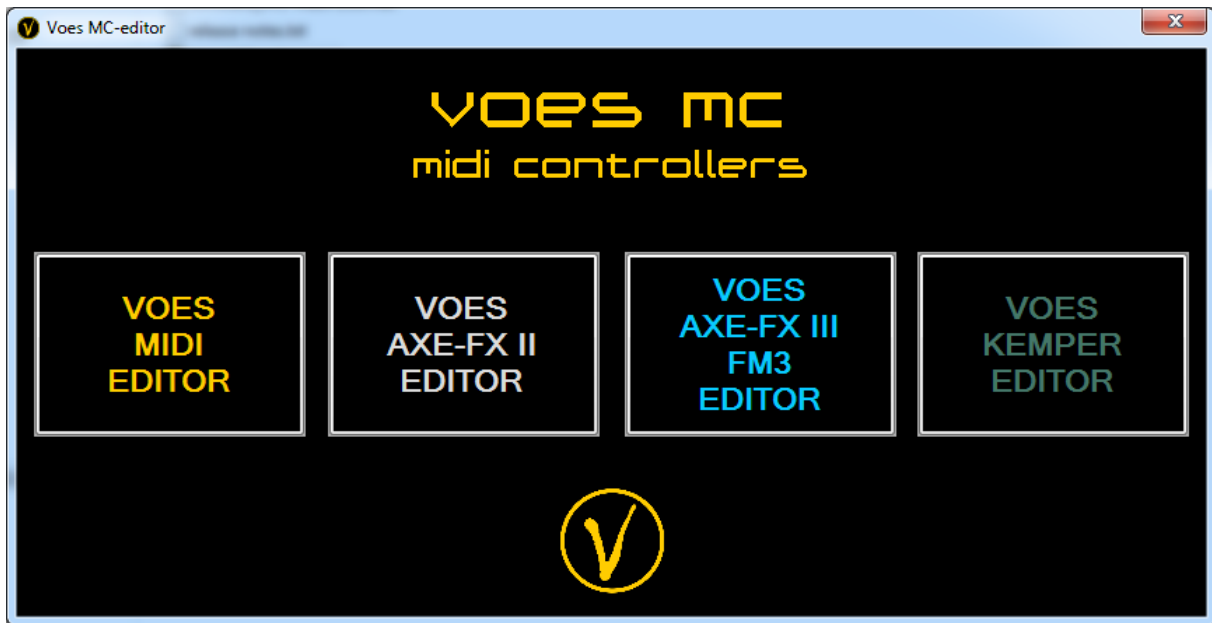 Voes MC-editor
voes mc
midi controllers
VOES
MIDI
EDITOR
VOES
AXE-FX II
EDITOR
VOES
AXE-FX III
FM3
EDITOR
VOES
KEMPER
EDITOR
V